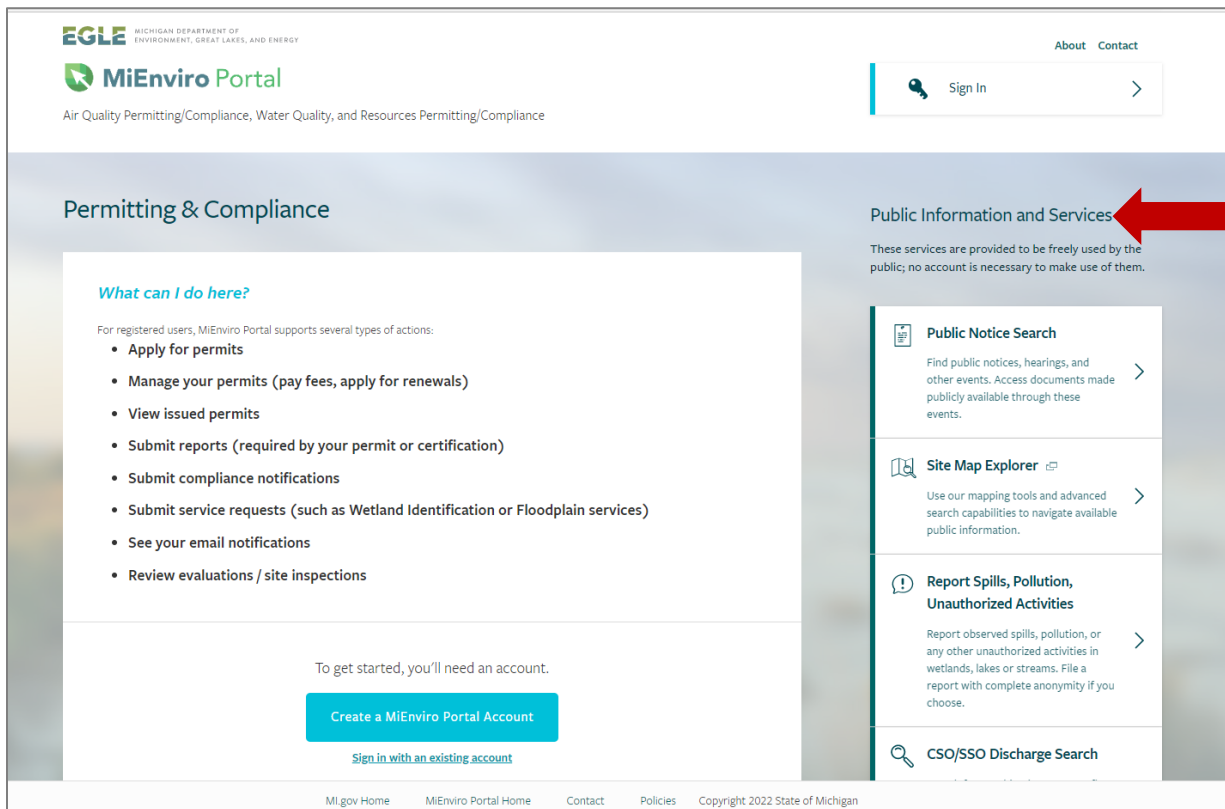 EGLE MICHIGAN DEPARTMENT OF
ENVIRONMENT, GREAT LAKES, AND ENERGY
MiEnviro Portal
Air Quality Permitting/Compliance, Water Quality, and Resources Permitting/Compliance
About Contact
Sign In
Permitting & Compliance
What can I do here?
For registered users, MiEnviro Portal supports several types of actions:
• Apply for permits
• Manage your permits (pay fees, apply for renewals)
• View issued permits
• Submit reports (required by your permit or certification)
• Submit compliance notifications
• Submit service requests (such as Wetland Identification or Floodplain services)
• See your email notifications
• Review evaluations / site inspections
To get started, you'll need an account.
Create a MiEnviro Portal Account
Sign in with an existing account
Public Information and Services
These services are provided to be freely used by the
public; no account is necessary to make use of them.
Public Notice Search
Find public notices, hearings, and
other events. Access documents made
publicly available through these
events.
Site Map Explorer
Use our mapping tools and advanced
search capabilities to navigate available
public information.
Report Spills, Pollution,
Unauthorized Activities
Report observed spills, pollution, or
any other unauthorized activities in
wetlands, lakes or streams. File a
report with complete anonymity if you
choose.
CSO/SSO Discharge Search
MI.gov Home MiEnviro Portal Home Contact Policies Copyright 2022 State of Michigan